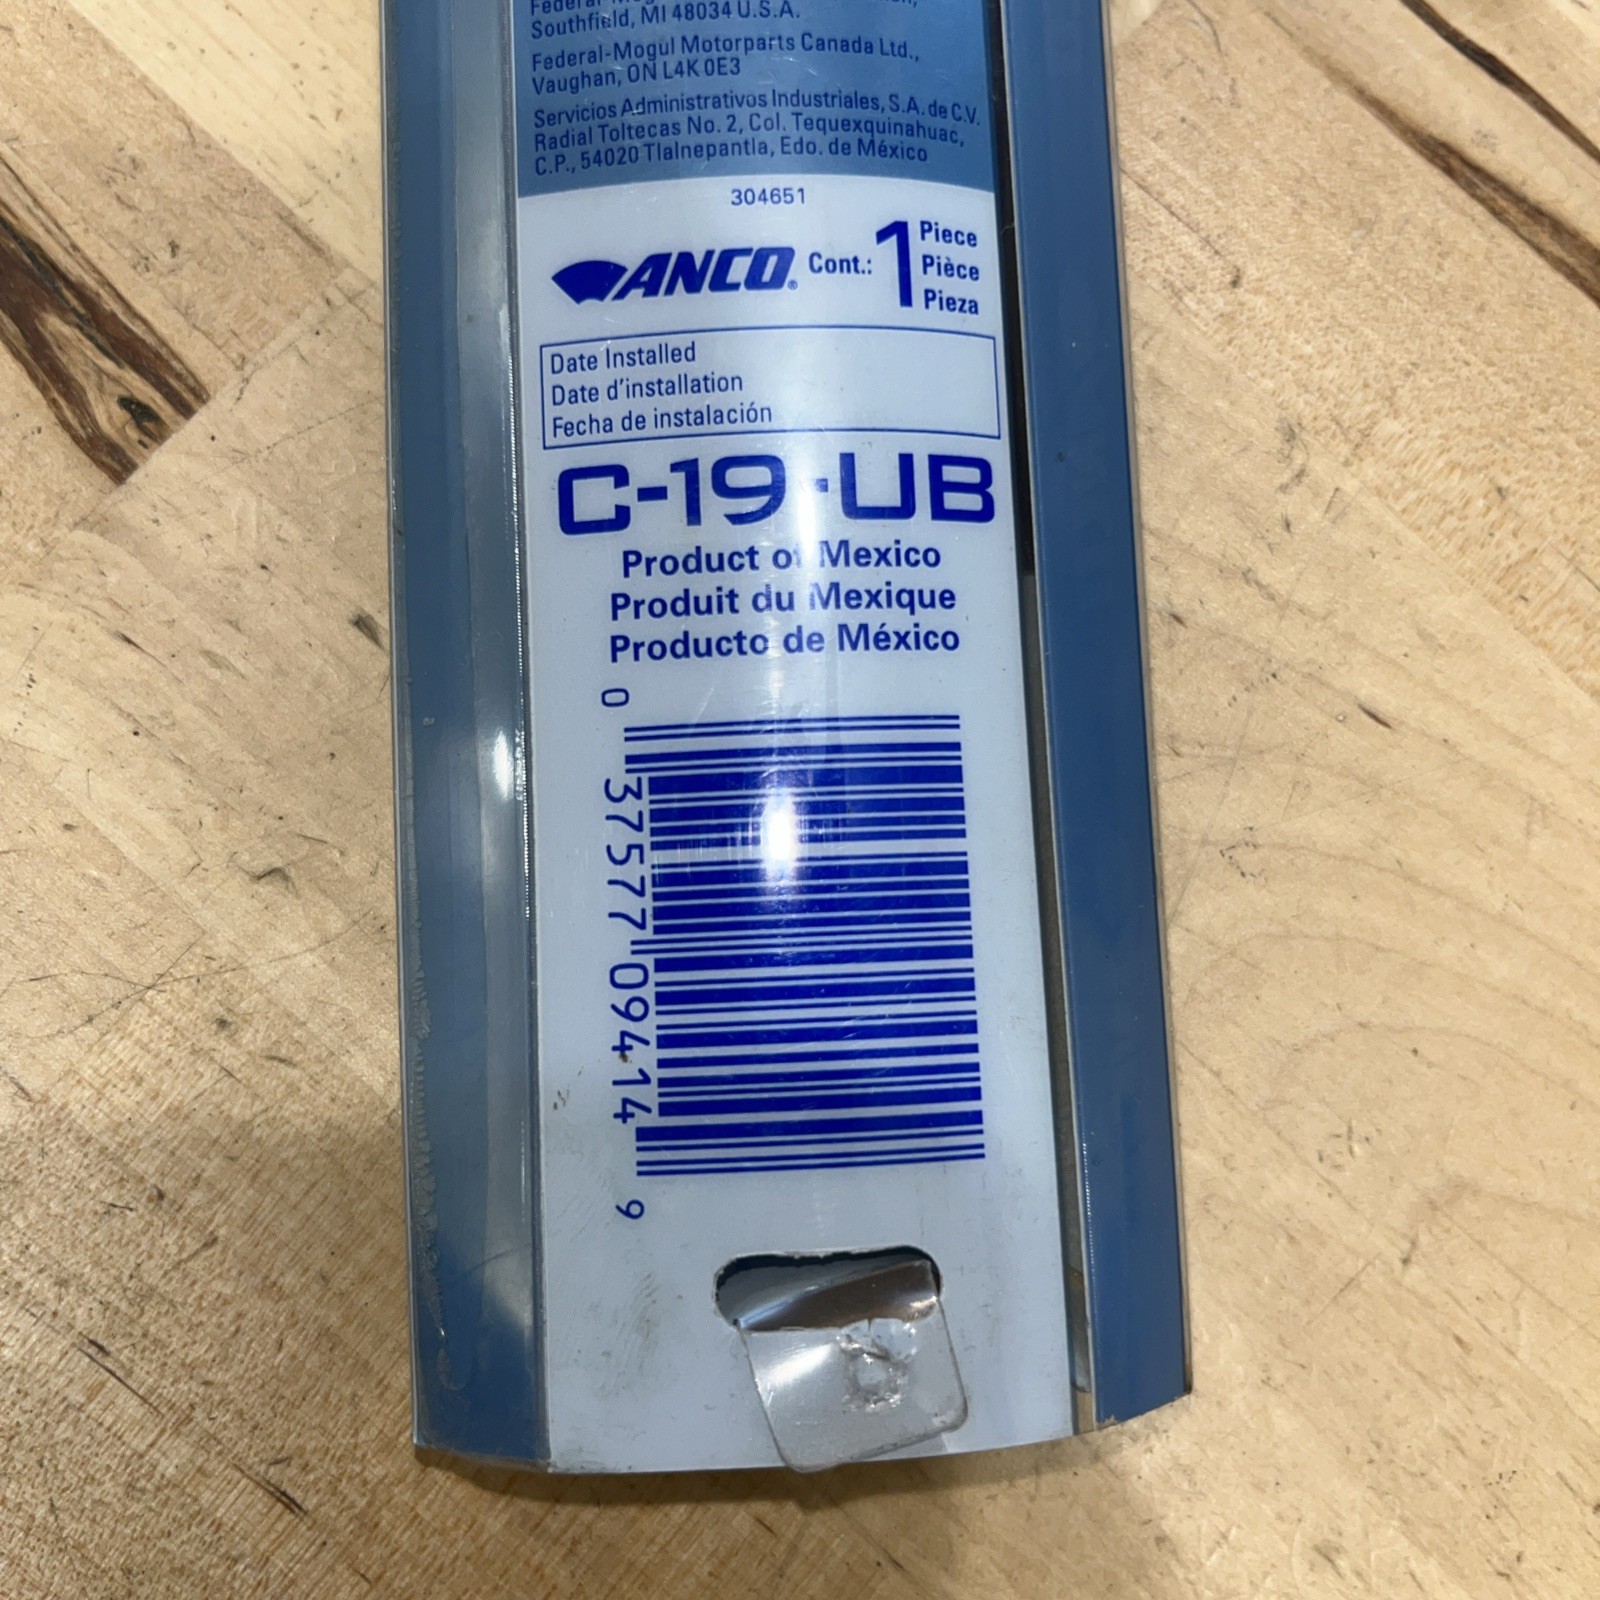 Southfield, MI 48034 U.S.A.
Federal-Mogul Motorparts Canada Ltd.,
Vaughan, ON L4K 0E3
Servicios Administrativos Industriales, S.A. de C.V.
Radial Toltecas No. 2, Col. Tequexquinahuac,
C.P., 54020 Tlalnepantla, Edo. de México
304651
ANCO® Cont.: 1 Piece
Pièce
Pieza
Date Installed
Date d'installation
Fecha de instalación
C-19-UB
Product of Mexico
Produit du Mexique
Producto de México
0 37577 09414 9